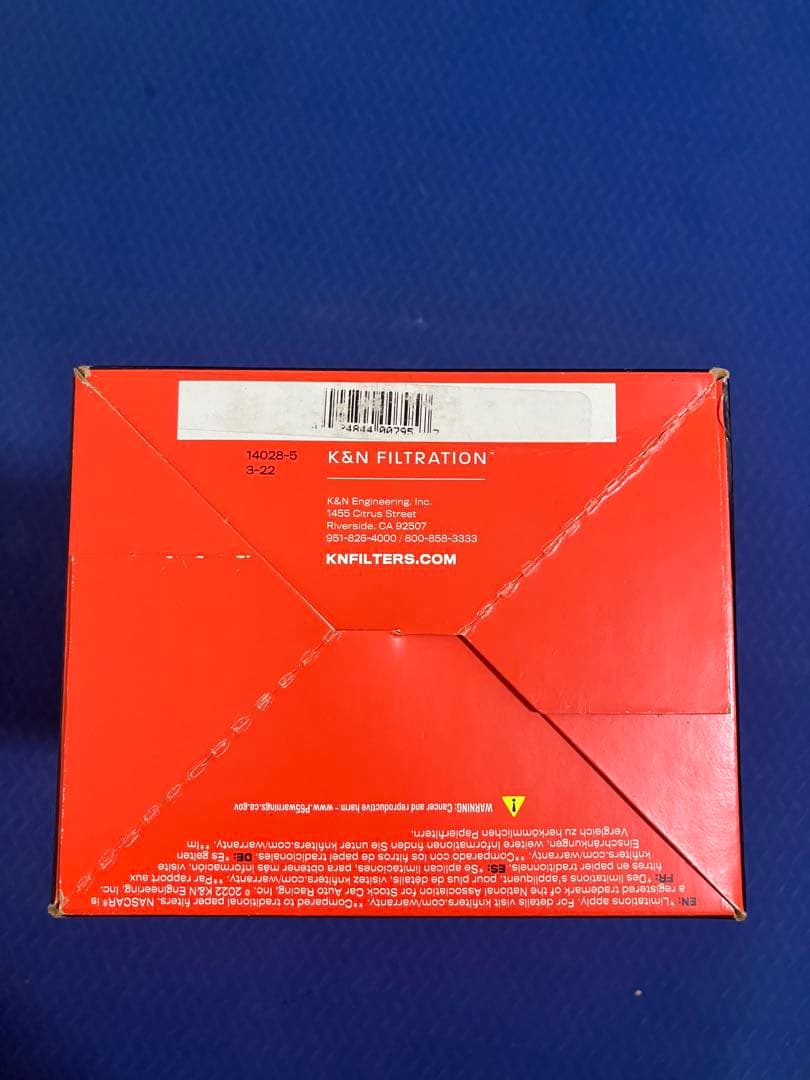 24844 00795 7
14028-5
3-22
K&N FILTRATION™
K&N Engineering, Inc.
1455 Citrus Street
Riverside, CA 92507
951-826-4000 / 800-858-3333
KNFILTERS.COM
EN: *Limitations apply. For details visit knfilters.com/warranty. **Compared to traditional paper filters, NASCAR® is
a registered trademark of the National Association for Stock Car Auto Racing, Inc. © 2022 K&N Engineering, Inc.
FR: *Des limitations s'appliquent, pour plus de détails, visitez knfilters.com/warranty. **Par rapport aux
filtres en papier traditionnels. ES: *Se aplican limitaciones, para obtener más información, visite
knfilters.com/warranty. **Comparado con los filtros de papel tradicionales. DE: *Es gelten
Einschränkungen, weitere Informationen finden Sie unter knfilters.com/warranty. **Im
Vergleich zu herkömmlichen Papierfiltern.
WARNING: Cancer and reproductive harm - www.P65warnings.ca.gov